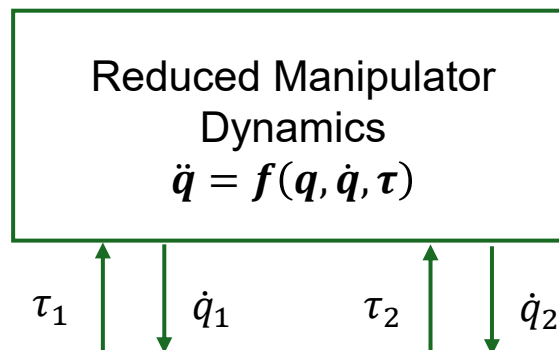 Reduced Manipulator
Dynamics
q̈ = f(q, q̇, τ)
τ₁ q̇₁ τ₂ q̇₂